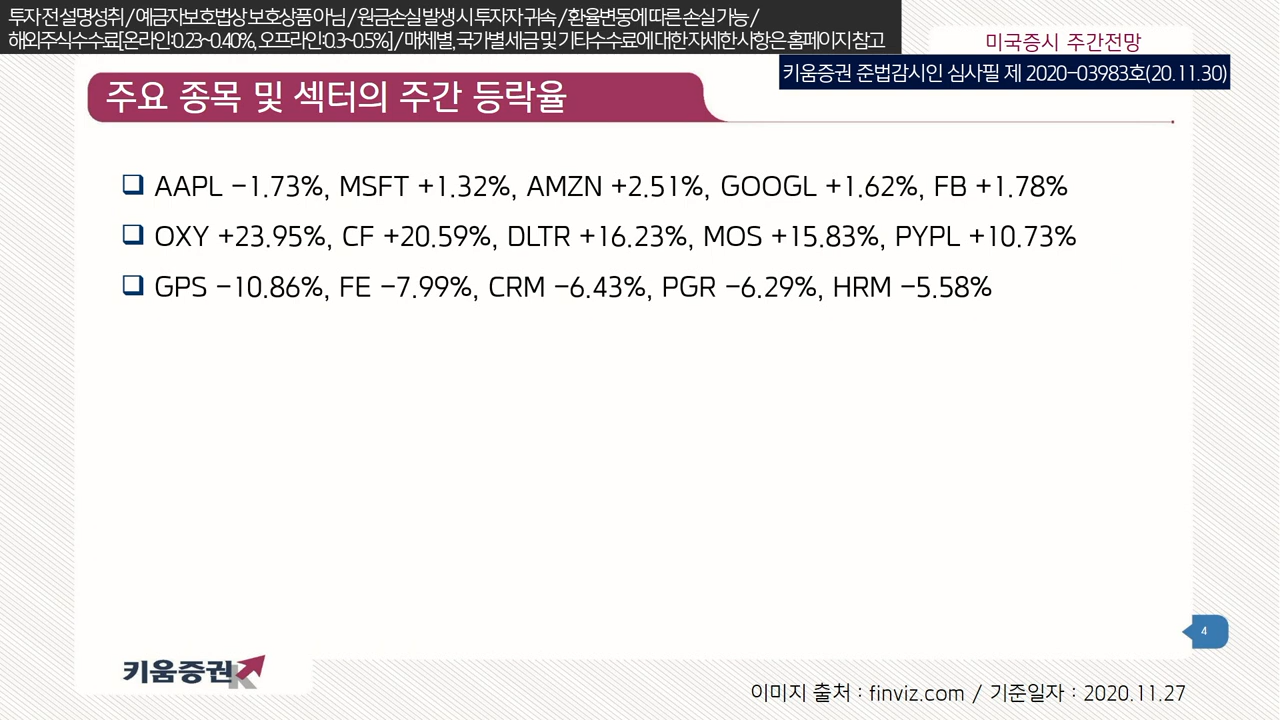 투자 전 설명성취 / 예금자보호법상 보호상품 아님 / 원금손실 발생 시 투자자 귀속 / 환율변동에 따른 손실 가능 /
해외주식수수료[온라인:0.23~0.40%, 오프라인:0.3~0.5%] / 매체별, 국가별 세금 및 기타수수료에 대한 자세한 사항은 홈페이지 참고
미국증시 주간전망
키움증권 준법감시인 심사필 제 2020-03983호(20.11.30)
주요 종목 및 섹터의 주간 등락율
❑ AAPL -1.73%, MSFT +1.32%, AMZN +2.51%, GOOGL +1.62%, FB +1.78%
❑ OXY +23.95%, CF +20.59%, DLTR +16.23%, MOS +15.83%, PYPL +10.73%
❑ GPS -10.86%, FE -7.99%, CRM -6.43%, PGR -6.29%, HRM -5.58%
4
키움증권
이미지 출처 : finviz.com / 기준일자 : 2020.11.27